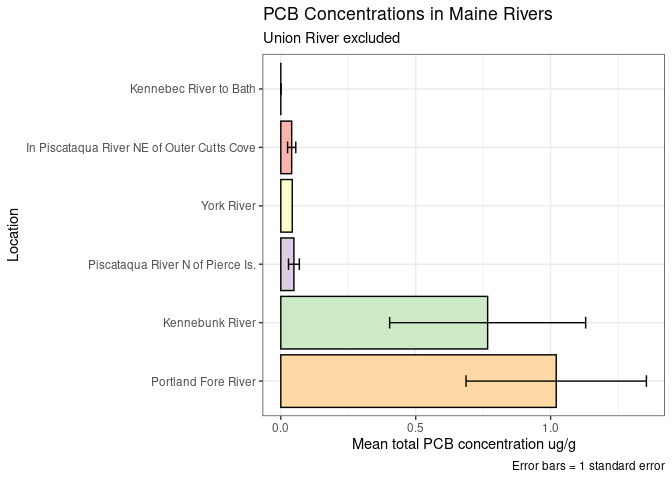 PCB Concentrations in Maine Rivers
Union River excluded
Kennebec River to Bath
In Piscataqua River NE of Outer Cutts Cove
York River
Piscataqua River N of Pierce Is.
Kennebunk River
Portland Fore River
Location
0.0 0.5 1.0
Mean total PCB concentration ug/g
Error bars = 1 standard error